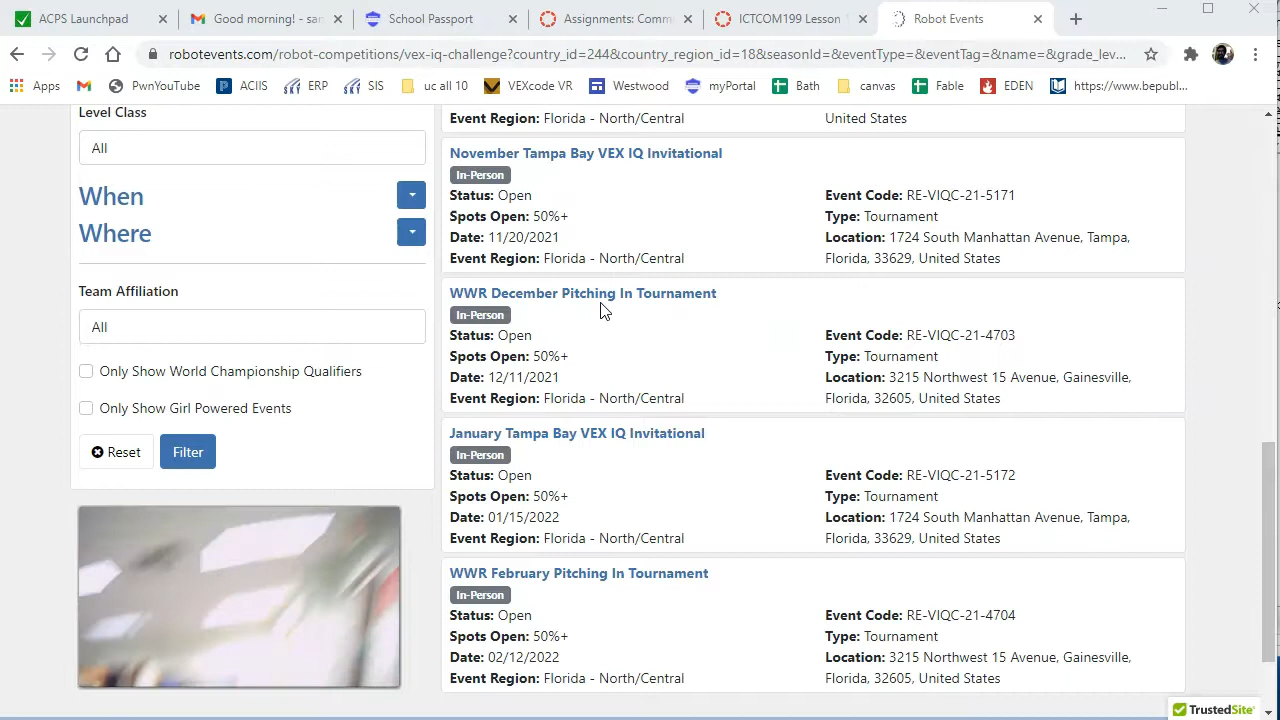 ACPS Launchpad
Good morning! - san
School Passport
Assignments: Comm
ICTCOM199 Lesson
Robot Events
robotevents.com/robot-competitions/vex-iq-challenge?country_id=244&country_region_id=18&seasonId=&eventType=&eventTag=&name=&grade_lev...
Apps
PwnYouTube
ACIIS
ERP
SIS
ruc all 10
VEXcode VR
Westwood
myPortal
Bath
canvas
Fable
EDEN
https://www.bepubl...
Level Class
All
When
Where
Team Affiliation
All
Only Show World Championship Qualifiers
Only Show Girl Powered Events
Reset
Filter
Event Region: Florida - North/Central
United States
November Tampa Bay VEX IQ Invitational
In-Person
Status: Open
Event Code: RE-VIQC-21-5171
Spots Open: 50%+
Type: Tournament
Date: 11/20/2021
Location: 1724 South Manhattan Avenue, Tampa,
Event Region: Florida - North/Central
Florida, 33629, United States
WWR December Pitching In Tournament
In-Person
Status: Open
Event Code: RE-VIQC-21-4703
Spots Open: 50%+
Type: Tournament
Date: 12/11/2021
Location: 3215 Northwest 15 Avenue, Gainesville,
Event Region: Florida - North/Central
Florida, 32605, United States
January Tampa Bay VEX IQ Invitational
In-Person
Status: Open
Event Code: RE-VIQC-21-5172
Spots Open: 50%+
Type: Tournament
Date: 01/15/2022
Location: 1724 South Manhattan Avenue, Tampa,
Event Region: Florida - North/Central
Florida, 33629, United States
WWR February Pitching In Tournament
In-Person
Status: Open
Event Code: RE-VIQC-21-4704
Spots Open: 50%+
Type: Tournament
Date: 02/12/2022
Location: 3215 Northwest 15 Avenue, Gainesville,
Event Region: Florida - North/Central
Florida, 32605, United States
TrustedSite